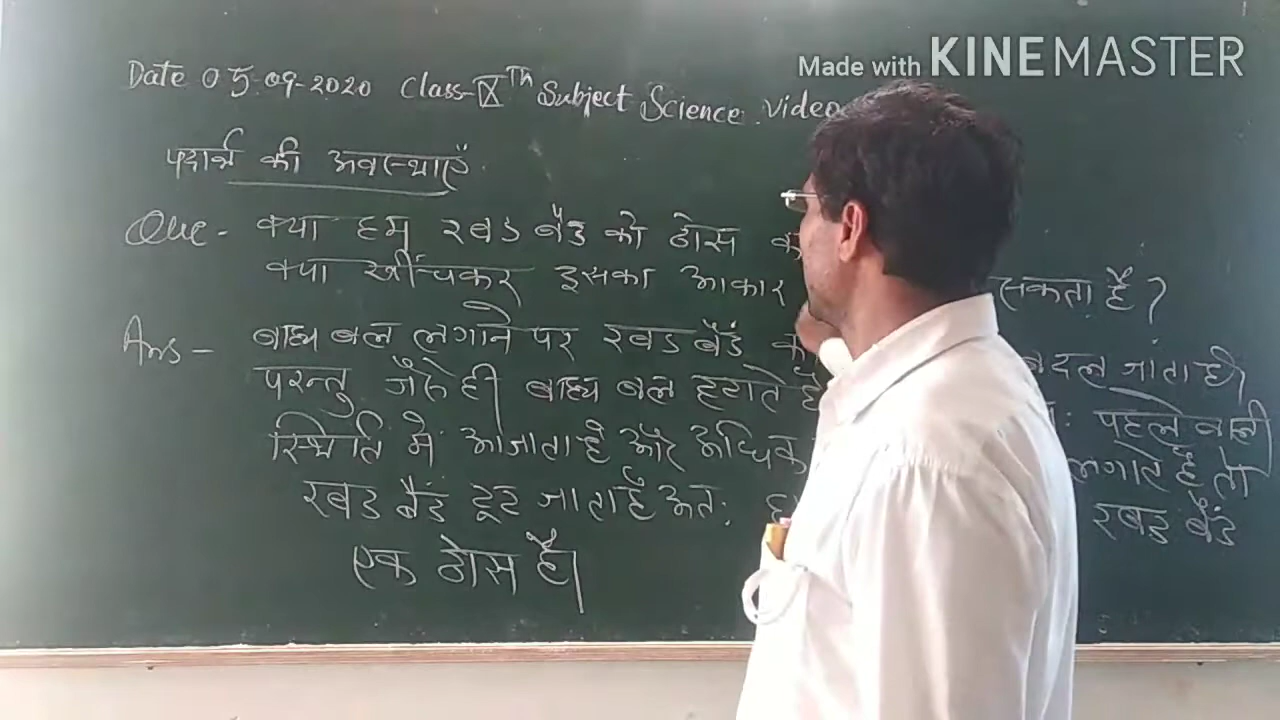 Made with KINEMASTER
Date 05-09-2020 Class-IXTh Subject Science video
पदार्थ की अवस्थाएँ
Que - क्या हम रबड बैंड को ठोस
क्या खींचकर इसका आकार सकता है?
Ans - बाह्य बल लगाने पर रबड बैंड बदल जाता है।
परन्तु जैसे ही बाह्य बल हटाते है पहले वाली
स्थिति में आजाता है और अधिक लगाते है तो
रबड बैंड टूट जाता है अत: रबड बैंड
एक ठोस है।